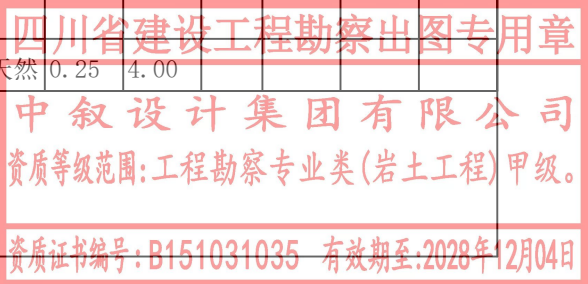 四川省建设工程勘察出图专用章
天然 0.25 4.00
中叙设计集团有限公司
资质等级范围:工程勘察专业类(岩土工程)甲级。
资质证书编号:B151031035 有效期至:2028年12月04日